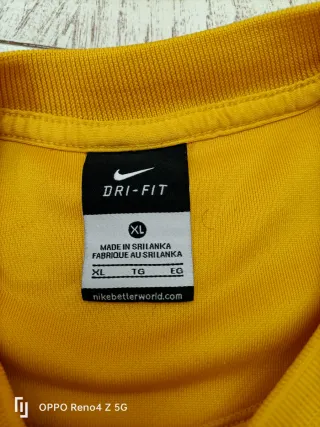 DRI-FIT
XL
MADE IN SRI LANKA
FABRIQUE AU SRI LANKA
XL TG EG
nikebetterworld.com
OPPO Reno4 Z 5G